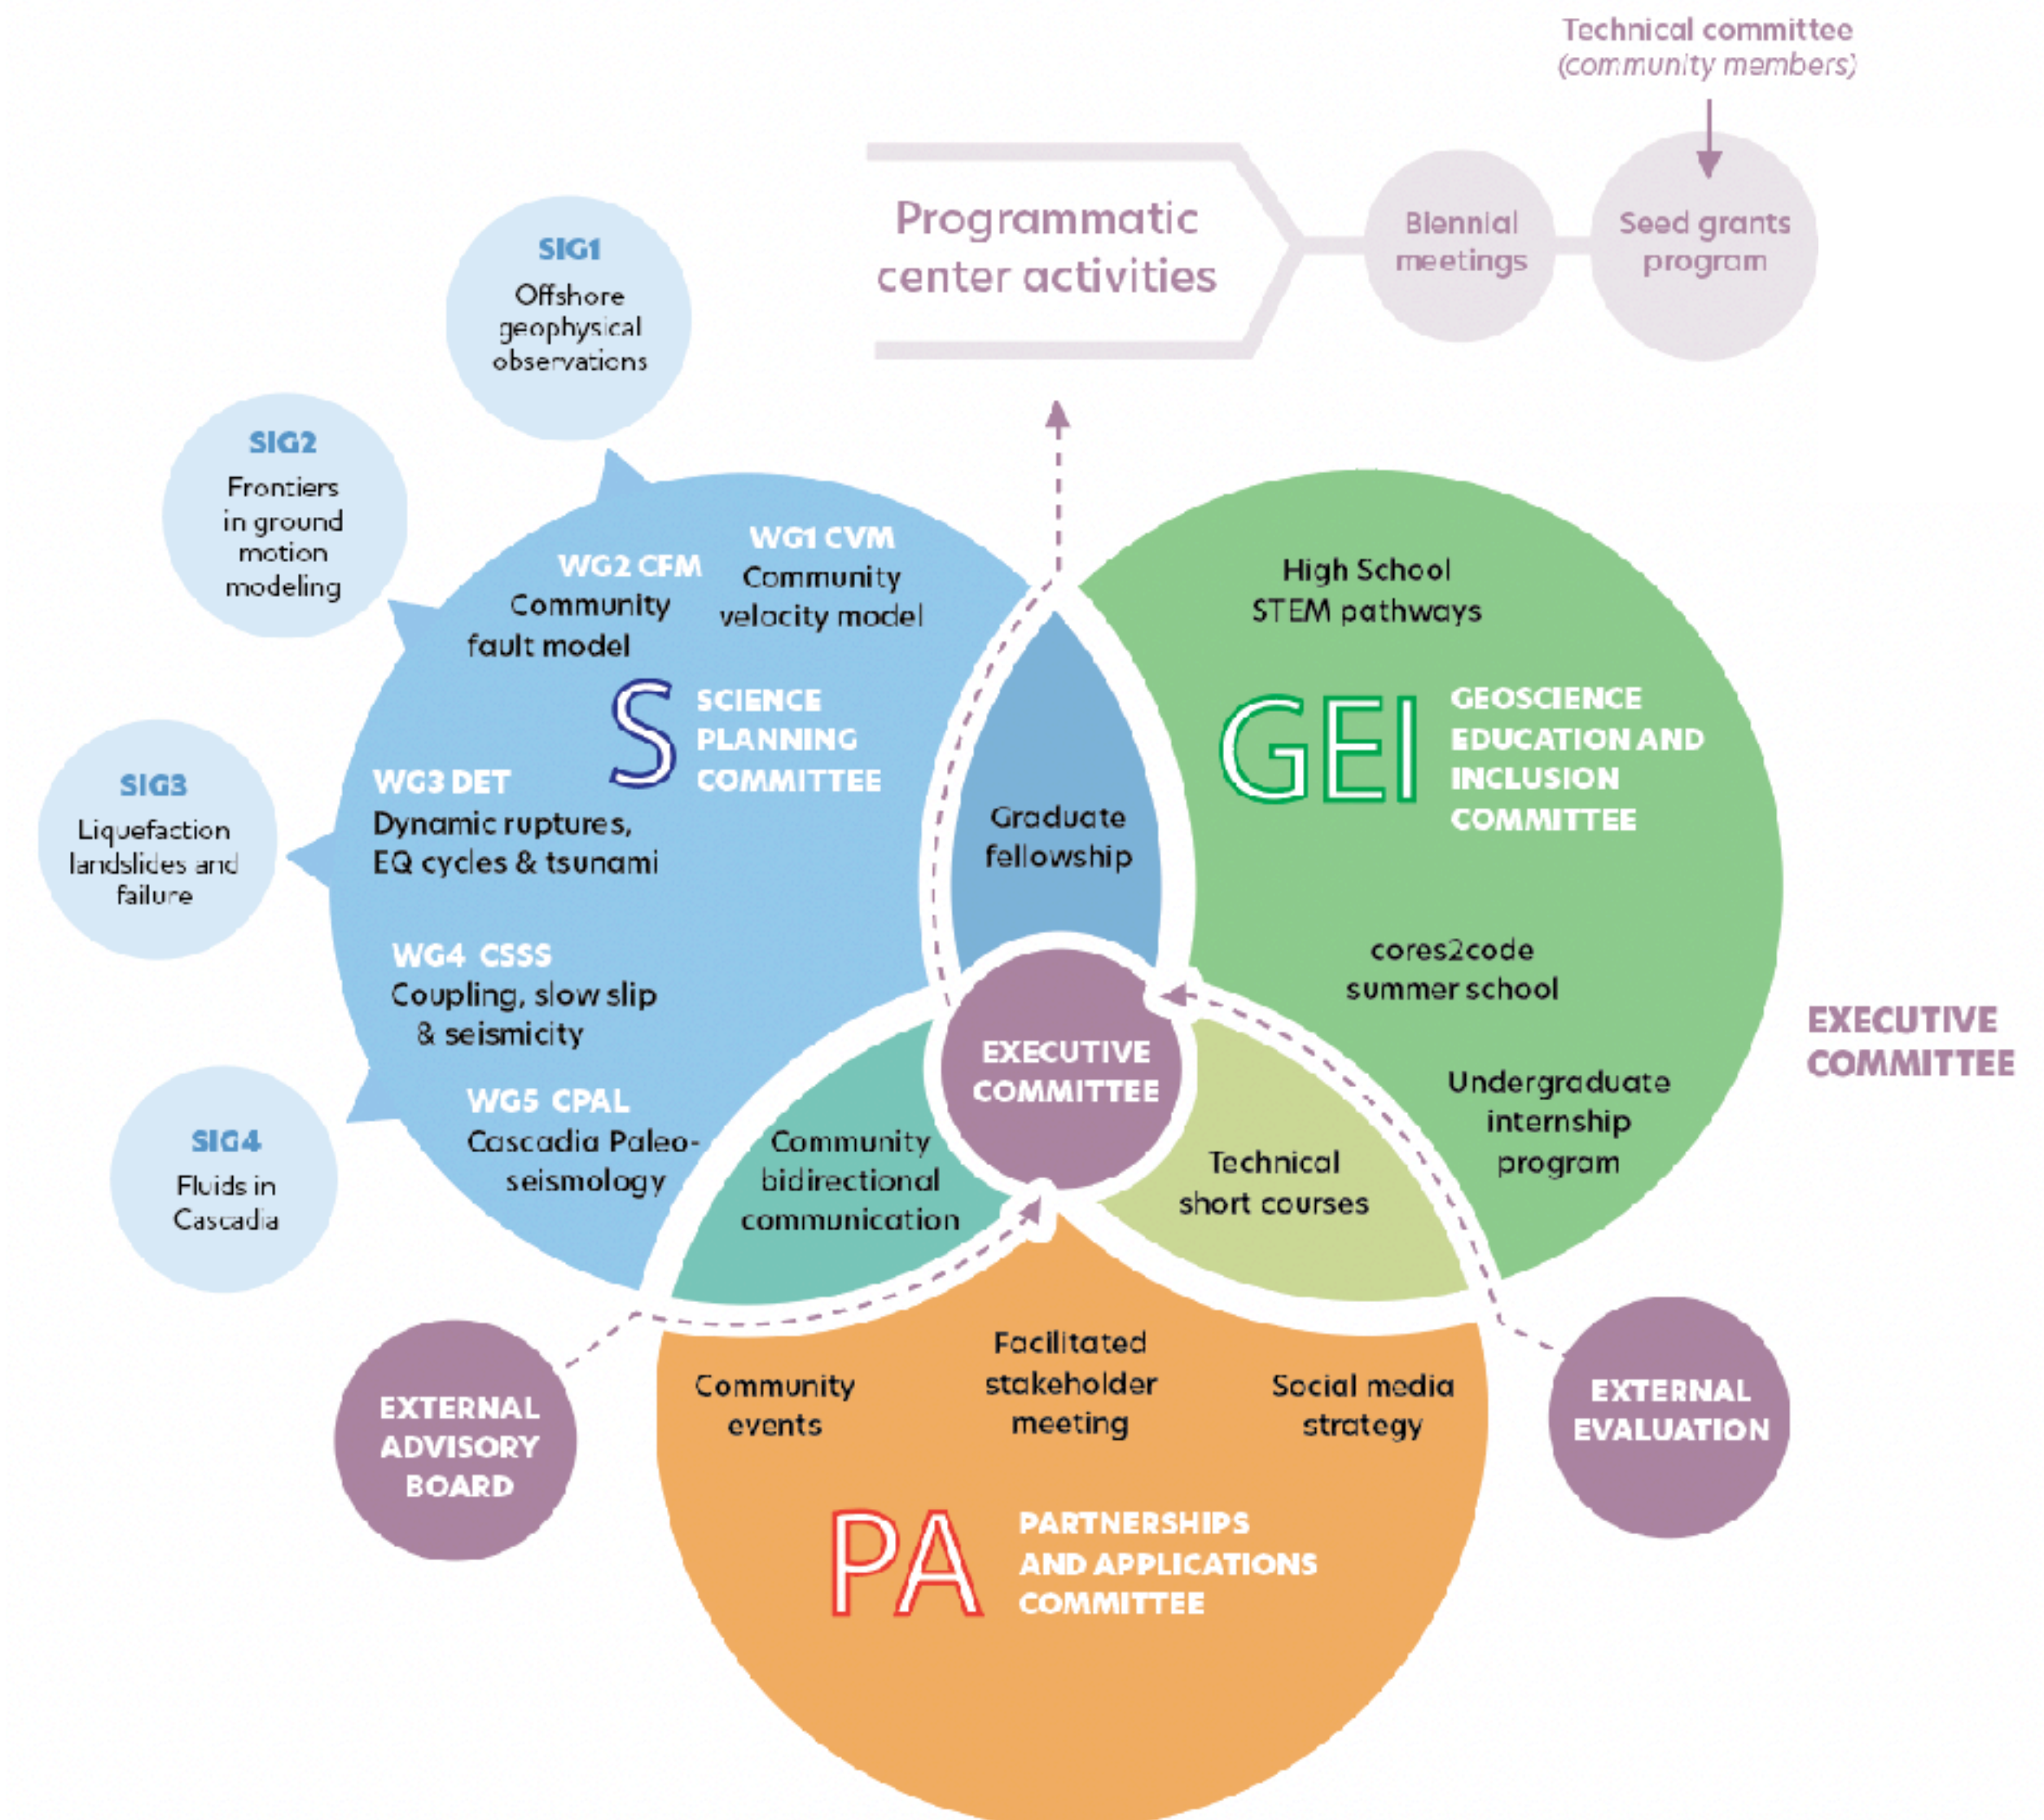 Technical committee
(community members)
Programmatic
center activities
Biennial
meetings
Seed grants
program
SIG1
Offshore
geophysical
observations
SIG2
Frontiers
in ground
motion
modeling
SIG3
Liquefaction
landslides and
failure
SIG4
Fluids in
Cascadia
WG1 CVM
Community
velocity model
WG2 CFM
Community
fault model
S
SCIENCE
PLANNING
COMMITTEE
WG3 DET
Dynamic ruptures,
EQ cycles & tsunami
WG4 CSSS
Coupling, slow slip
& seismicity
WG5 CPAL
Cascadia Paleo-
seismology
Graduate
fellowship
High School
STEM pathways
GEI
GEOSCIENCE
EDUCATION AND
INCLUSION
COMMITTEE
cores2code
summer school
Undergraduate
internship
program
EXECUTIVE
COMMITTEE
EXECUTIVE
COMMITTEE
Community
bidirectional
communication
Technical
short courses
EXTERNAL
ADVISORY
BOARD
Community
events
Facilitated
stakeholder
meeting
Social media
strategy
EXTERNAL
EVALUATION
PA
PARTNERSHIPS
AND APPLICATIONS
COMMITTEE